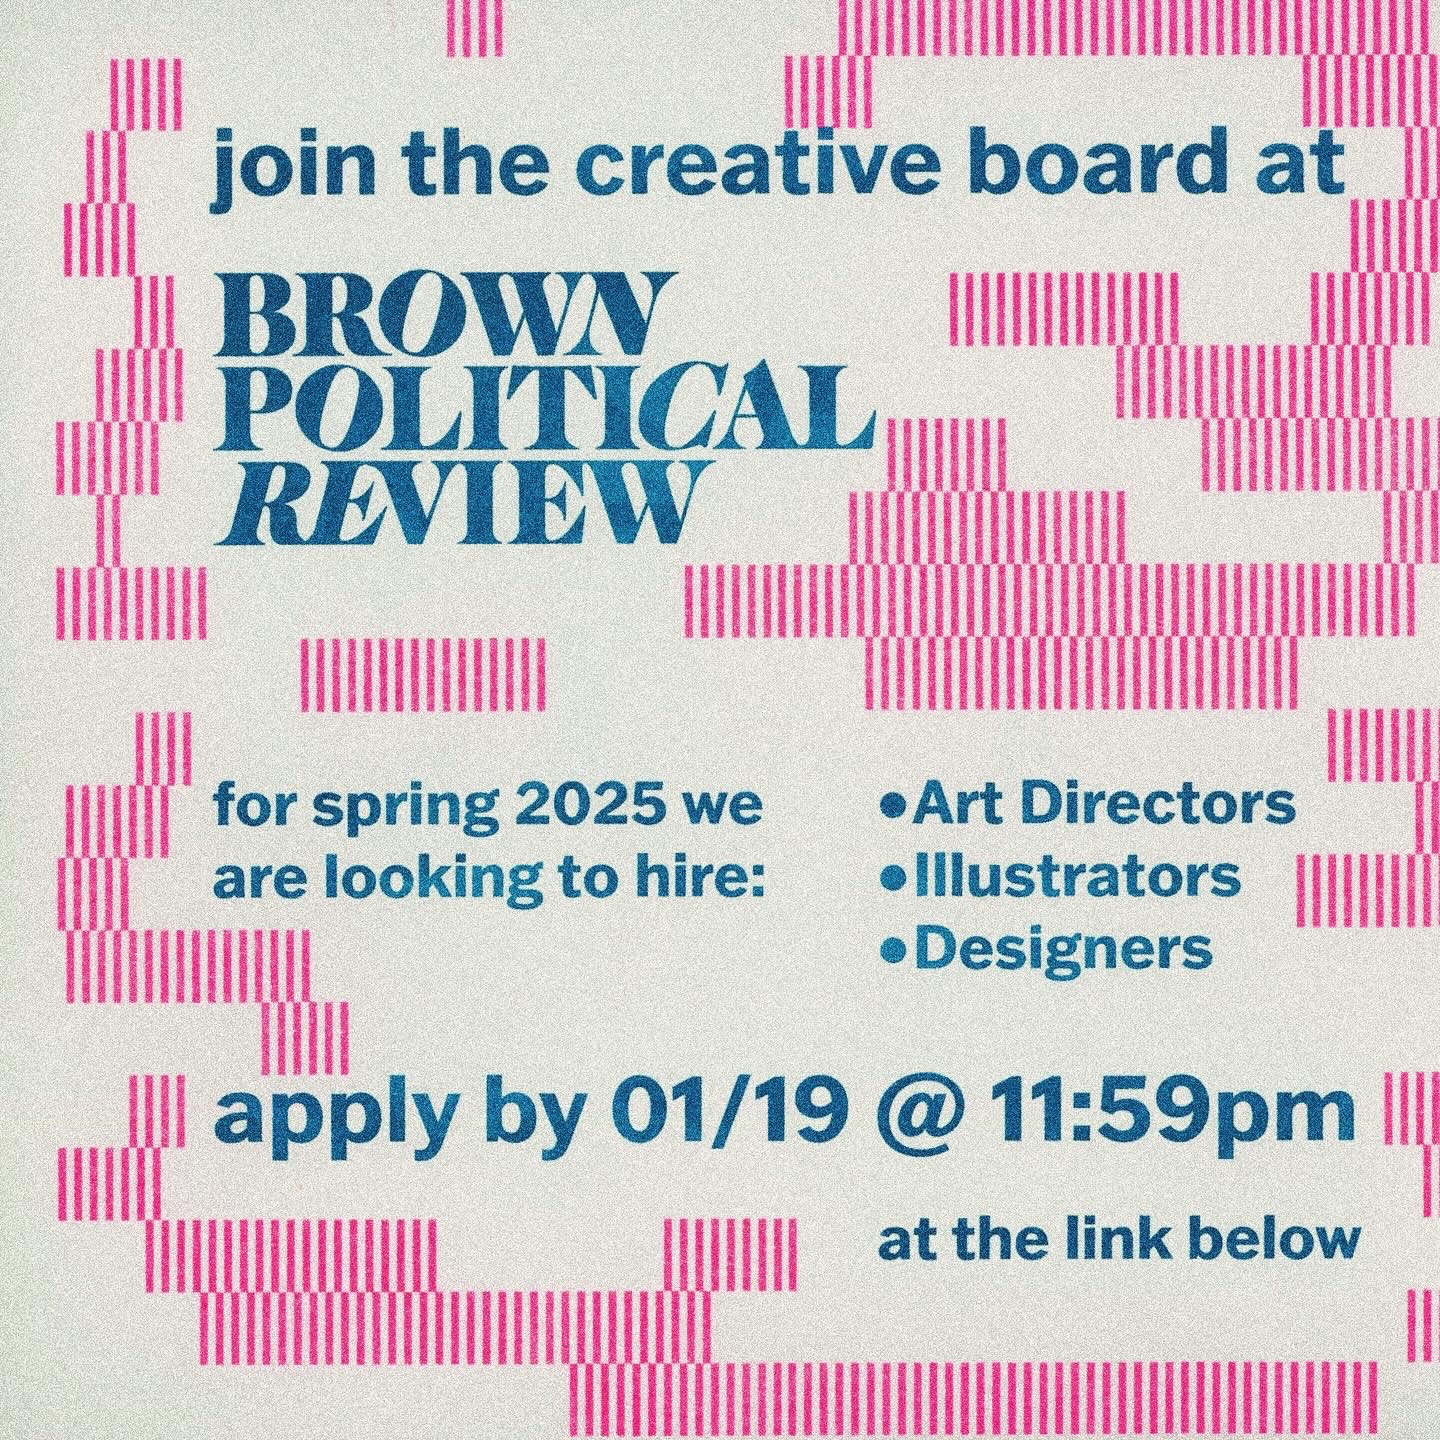 join the creative board at
BROWN
POLITICAL
REVIEW
for spring 2025 we
are looking to hire:
•Art Directors
•Illustrators
•Designers
apply by 01/19 @ 11:59pm
at the link below